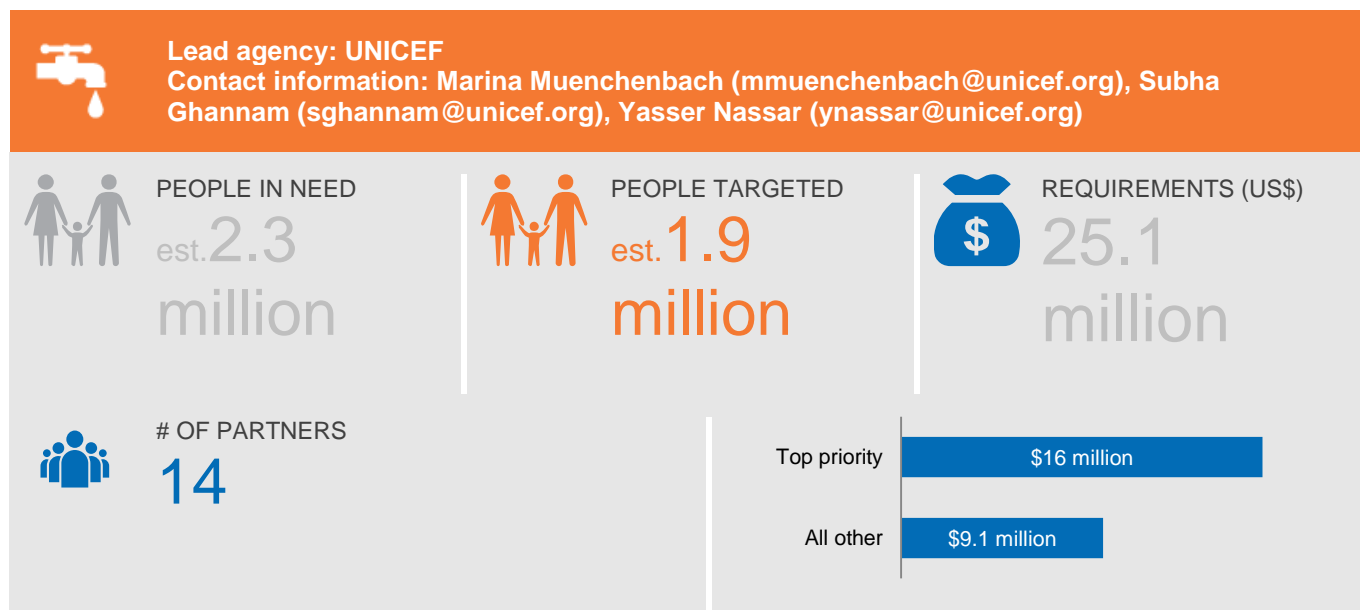 Lead agency: UNICEF
Contact information: Marina Muenchenbach (mmuenchenbach@unicef.org), Subha
Ghannam (sghannam@unicef.org), Yasser Nassar (ynassar@unicef.org)
PEOPLE IN NEED
est.2.3
million
PEOPLE TARGETED
est.1.9
million
REQUIREMENTS (US$)
$
25.1
million
# OF PARTNERS
14
Top priority
$16 million
All other
$9.1 million